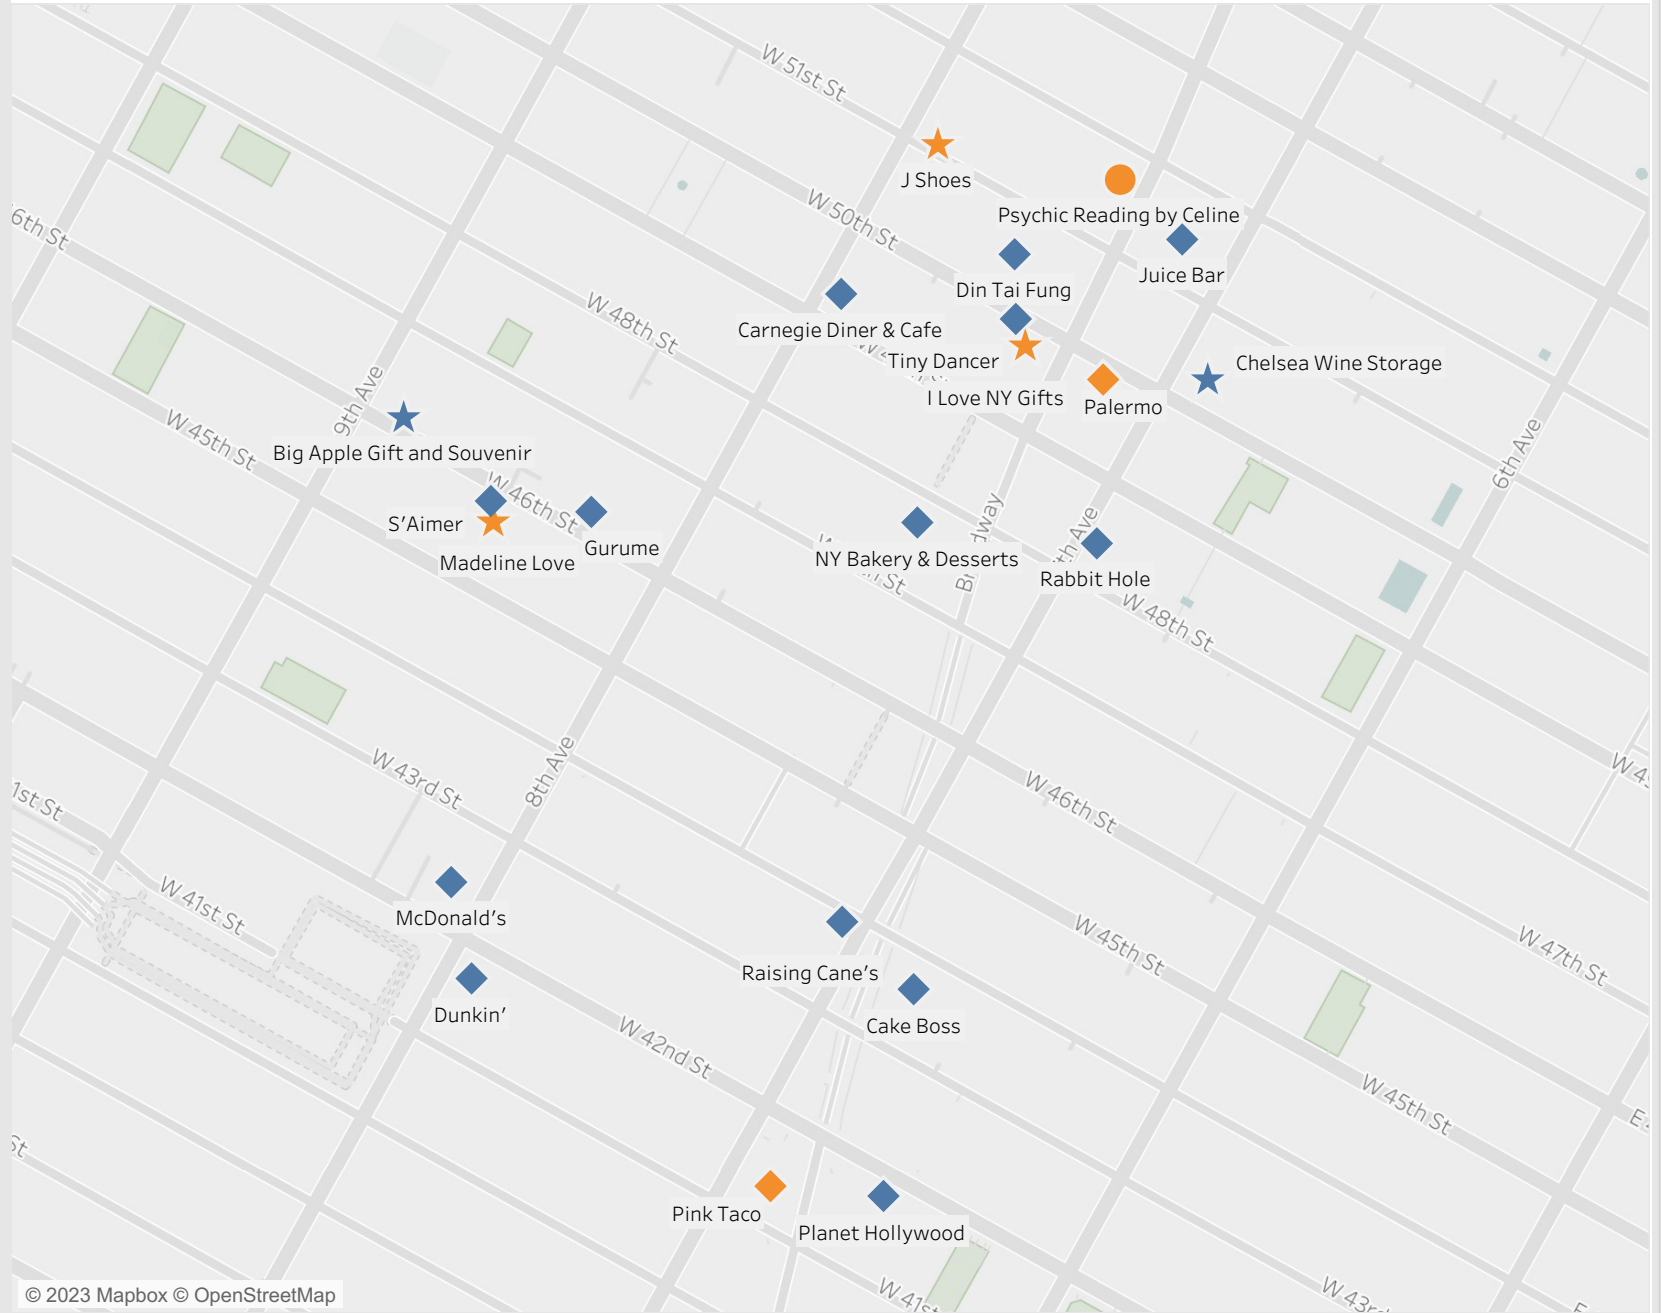 W 51st St
J Shoes
Psychic Reading by Celine
W 50th St
6th St
Juice Bar
Din Tai Fung
W 48th St
Carnegie Diner & Cafe
Tiny Dancer
Chelsea Wine Storage
I Love NY Gifts
Palermo
9th Ave
W 45th St
Big Apple Gift and Souvenir
6th Ave
W 46th St
S'Aimer
Gurume
Madeline Love
NY Bakery & Desserts
Rabbit Hole
W 48th St
8th Ave
W 43rd St
W 46th St
1st St
W 41st St
McDonald's
W 45th St
W 47th St
Raising Cane's
Dunkin'
Cake Boss
W 42nd St
W 45th St
Pink Taco
Planet Hollywood
W 41st
W 43rd
© 2023 Mapbox © OpenStreetMap